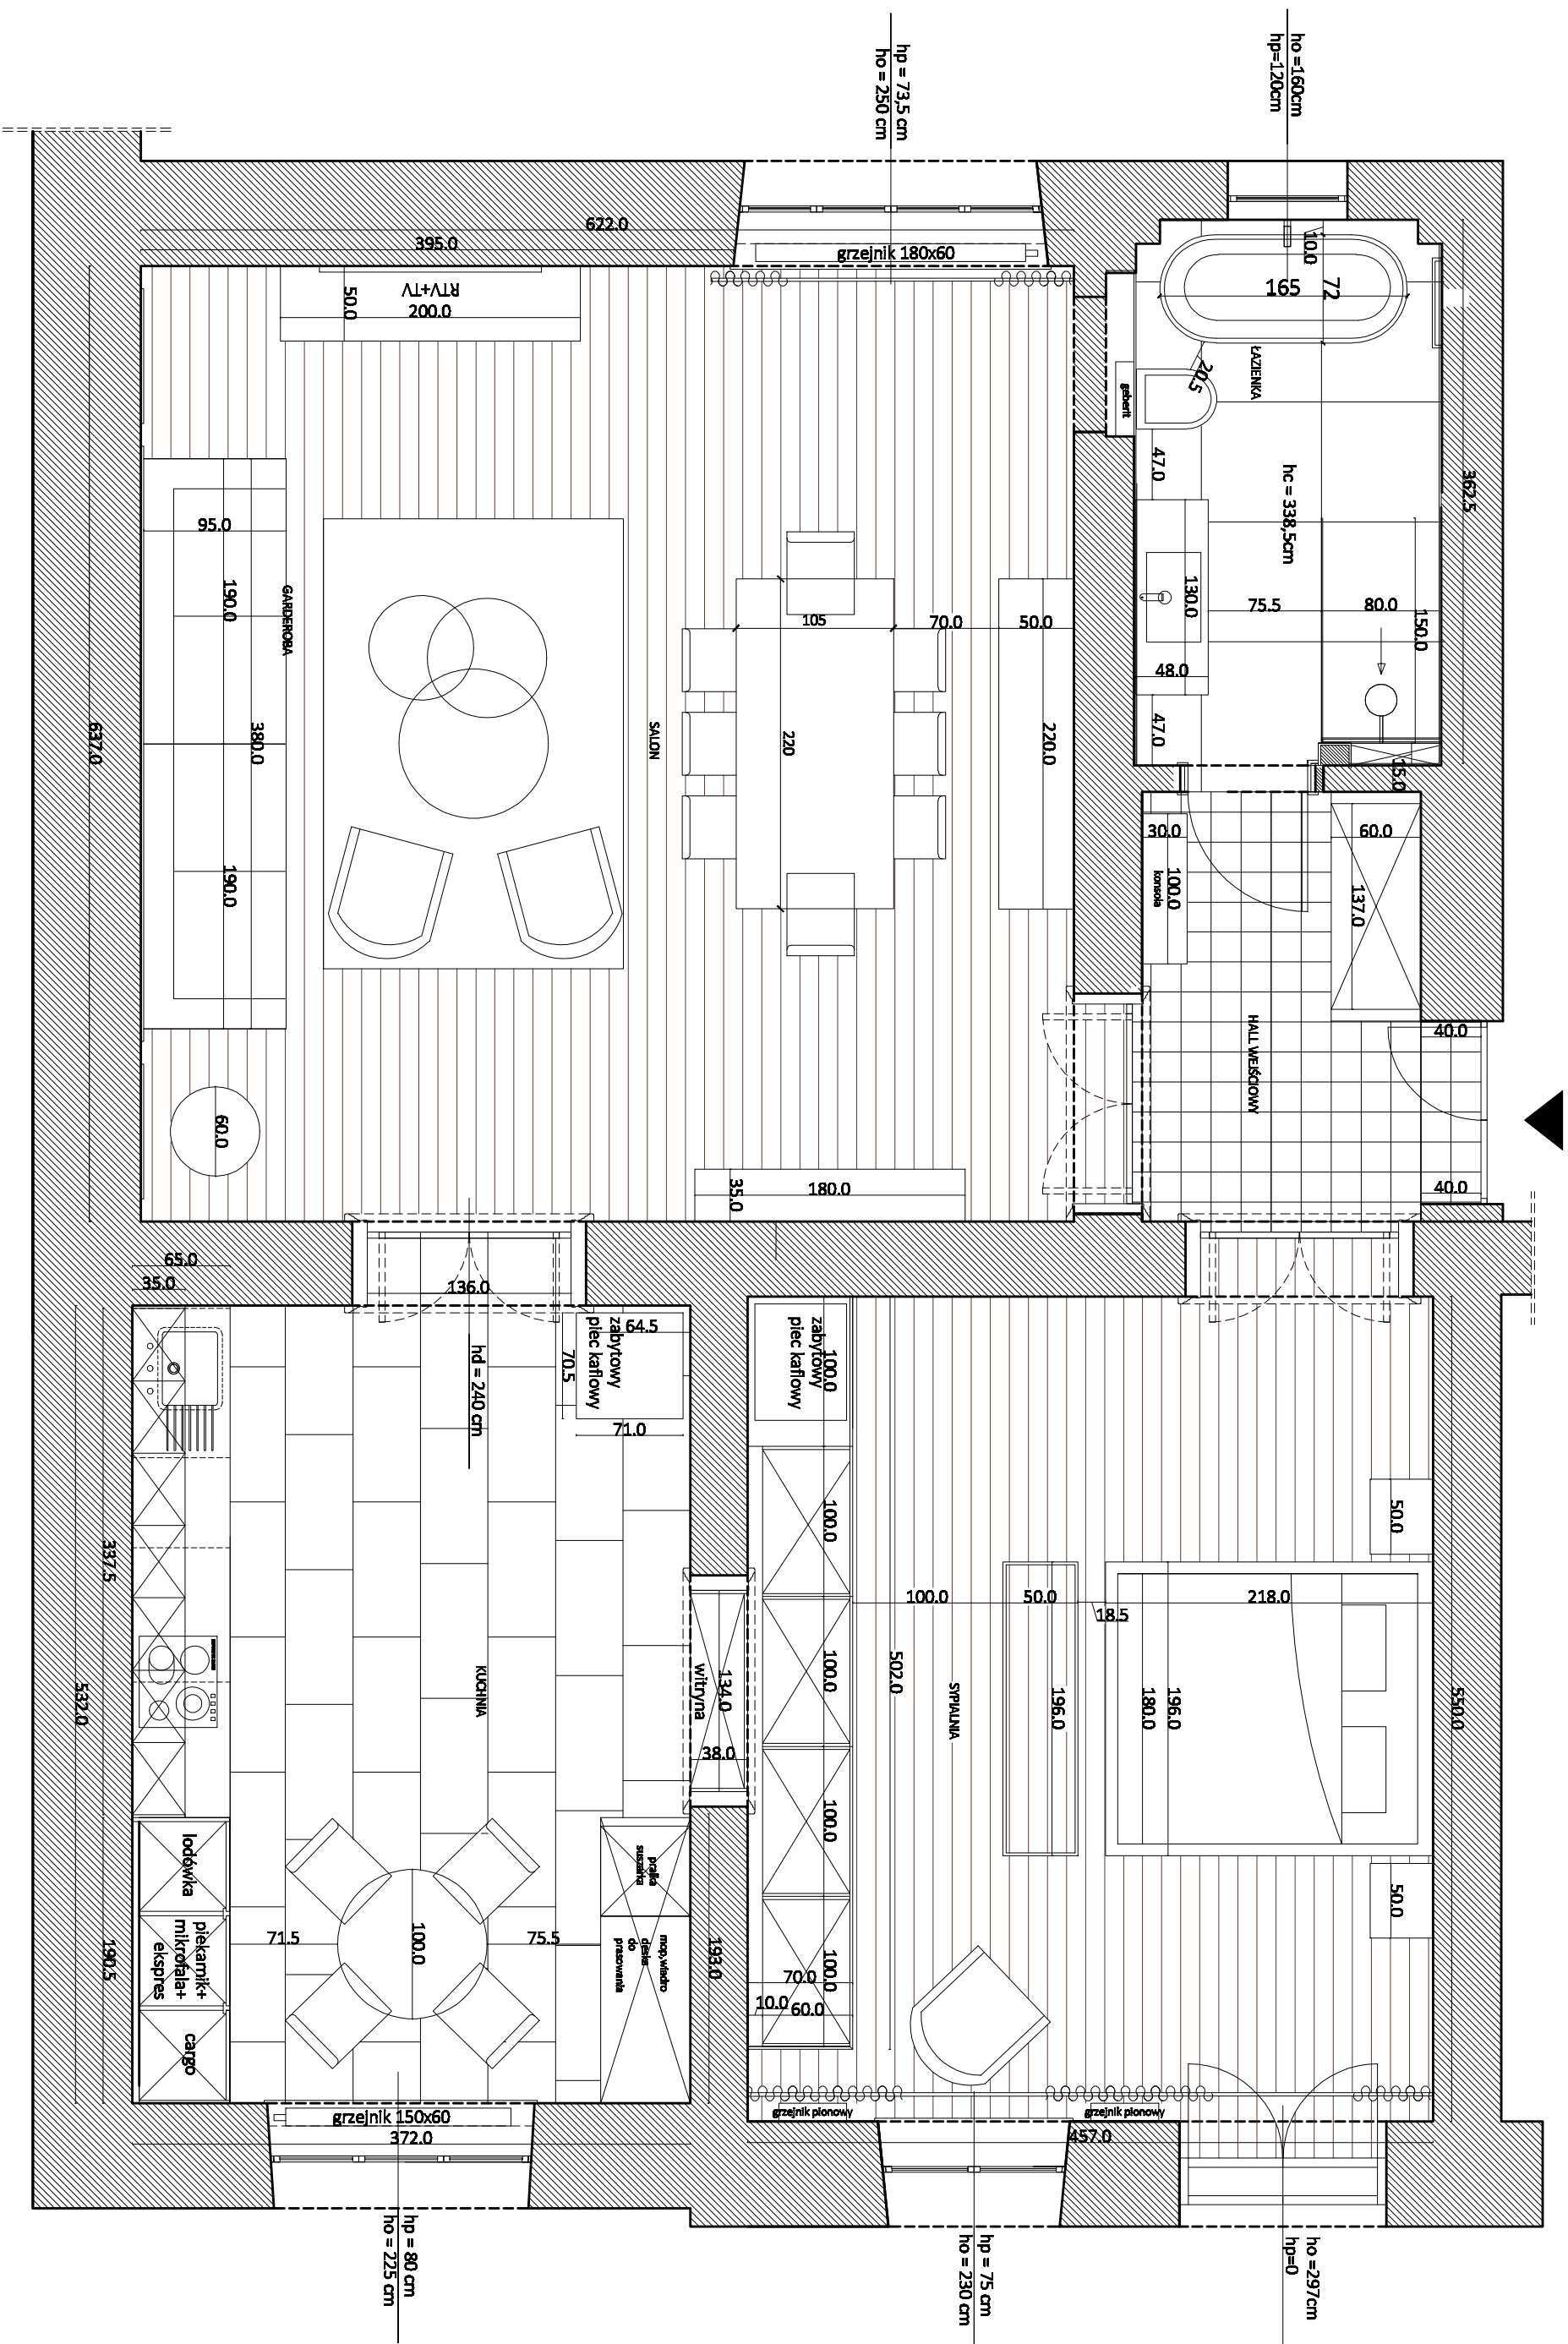 ho =160cm
hp=120cm
hp = 73,5 cm
ho = 250 cm
622.0
395.0
grzejnik 180x60
RTV+TV
200.0
50.0
10.0
165
72
ŁAZIENKA
20.5
geberit
47.0
hc = 338,5cm
362.5
130.0
75.5
80.0
150.0
48.0
47.0
15.0
95.0
190.0
GARDEROBA
380.0
190.0
637.0
SALON
105
70.0
50.0
220
220.0
30.0
100.0
konsola
60.0
137.0
HALL WEJŚCIOWY
40.0
40.0
60.0
35.0
180.0
65.0
35.0
136.0
hd = 240 cm
64.5
zabytowy
piec kaflowy
70.5
71.0
zabytowy
piec kaflowy
100.0
100.0
100.0
100.0
100.0
50.0
100.0
50.0
18.5
218.0
502.0
SYPIALNIA
196.0
180.0
196.0
550.0
50.0
337.5
532.0
KUCHNIA
witryna
134.0
38.0
lodówka
piekarnik+
mikrofala+
ekspres
cargo
190.5
71.5
100.0
75.5
pralka
suszarka
mop,wiadro
deska
do
prasowania
193.0
70.0
10.0
60.0
grzejnik pionowy
grzejnik pionowy
grzejnik 150x60
372.0
457.0
hp = 80 cm
ho = 225 cm
hp = 75 cm
ho = 230 cm
ho =297cm
hp=0